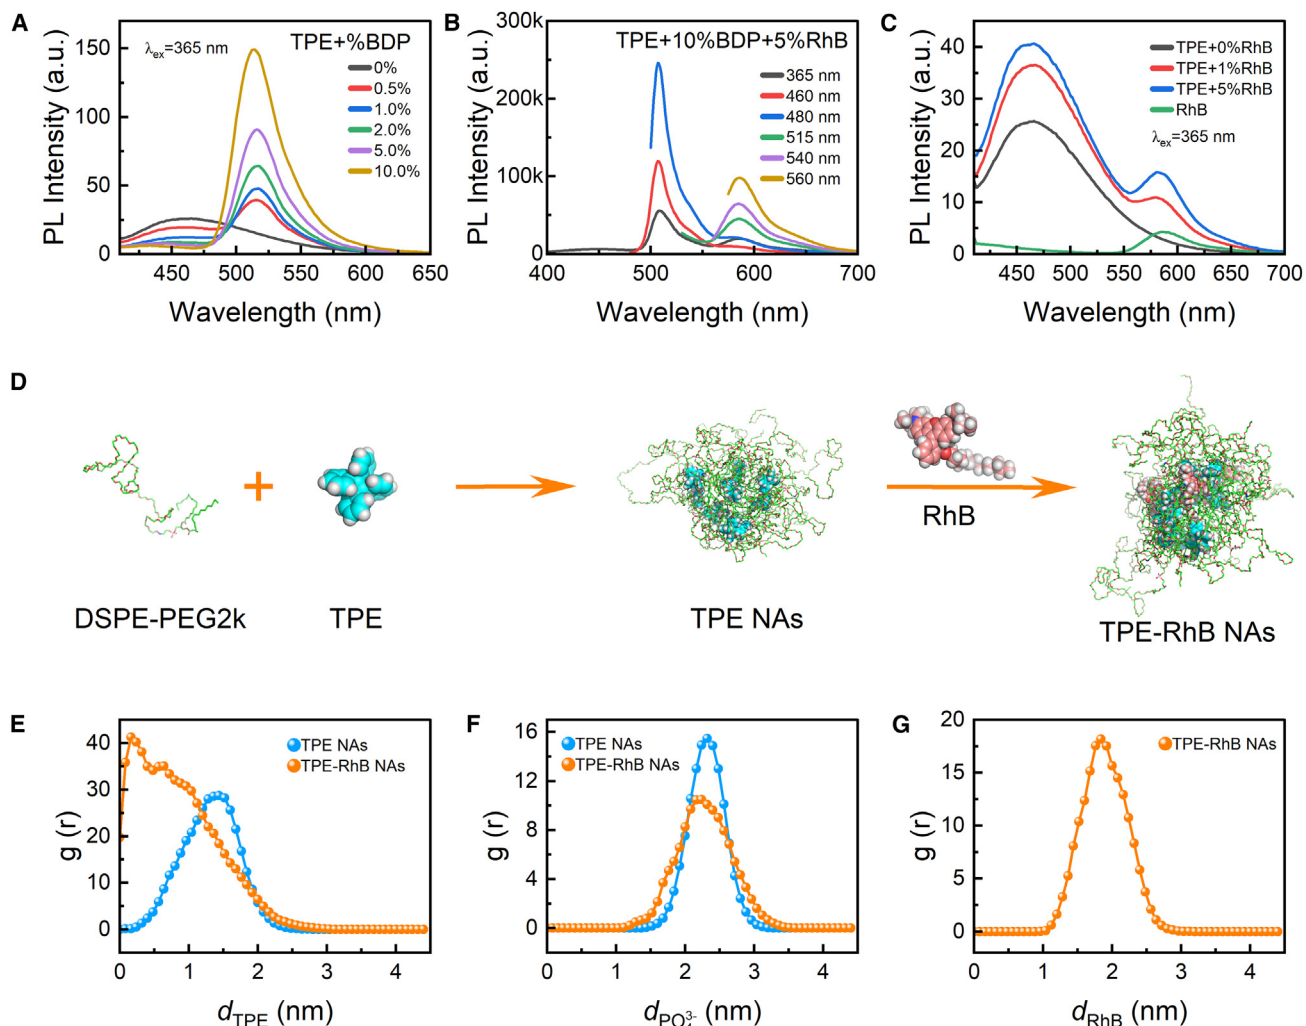 A
PL Intensity (a.u.)
150
100
50
0
λex=365 nm
TPE+%BDP
0%
0.5%
1.0%
2.0%
5.0%
10.0%
450
500
550
600
650
Wavelength (nm)
B
PL Intensity (a.u.)
300k
200k
100k
0
TPE+10%BDP+5%RhB
365 nm
460 nm
480 nm
515 nm
540 nm
560 nm
400
500
600
700
Wavelength (nm)
C
PL Intensity (a.u.)
40
30
20
10
0
TPE+0%RhB
TPE+1%RhB
TPE+5%RhB
RhB
λex=365 nm
450
500
550
600
650
700
Wavelength (nm)
D
+
RhB
DSPE-PEG2k
TPE
TPE NAs
TPE-RhB NAs
E
g (r)
40
30
20
10
0
TPE NAs
TPE-RhB NAs
0
1
2
3
4
dTPE (nm)
F
g (r)
16
12
8
4
0
TPE NAs
TPE-RhB NAs
0
1
2
3
4
dPO3- (nm)
G
g (r)
20
15
10
5
0
TPE-RhB NAs
0
1
2
3
4
dRhB (nm)